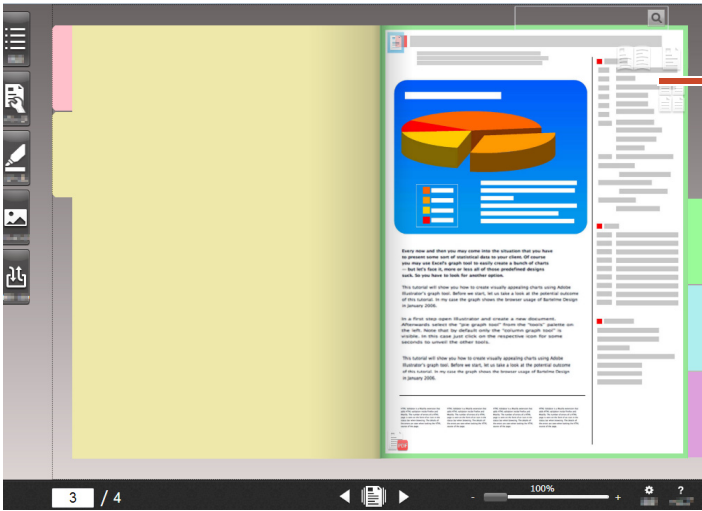 Every now and then you may come into the situation that you have
to present some sort of statistical data to your client. Of course
you may use Excel's graph tool to easily create a bunch of charts
— but let's face it, more or less all of those predefined designs
suck. So you have to look for another option.
This tutorial will show you how to create visually appealing charts using Adobe
Illustrator's graph tool. Before we start, let us take a look at the potential outcome
of this tutorial. In my case the graph shows the browser usage of Bareline Design
in January 2008.
In a first step open Illustrator and create a new document.
Afterwards select the "pie graph tool" from the "tools" palette on
the left. Note that by default only the "column graph tool" is
visible. In this case just click on the respective icon for some
seconds to unveil the other tools.
This tutorial will show you how to create visually appealing charts using Adobe
Illustrator's graph tool. Before we start, let us take a look at the potential outcome
of this tutorial. In my case the graph shows the browser usage of Bareline Design
in January 2008.
PDF
3 / 4
- 100% +
?